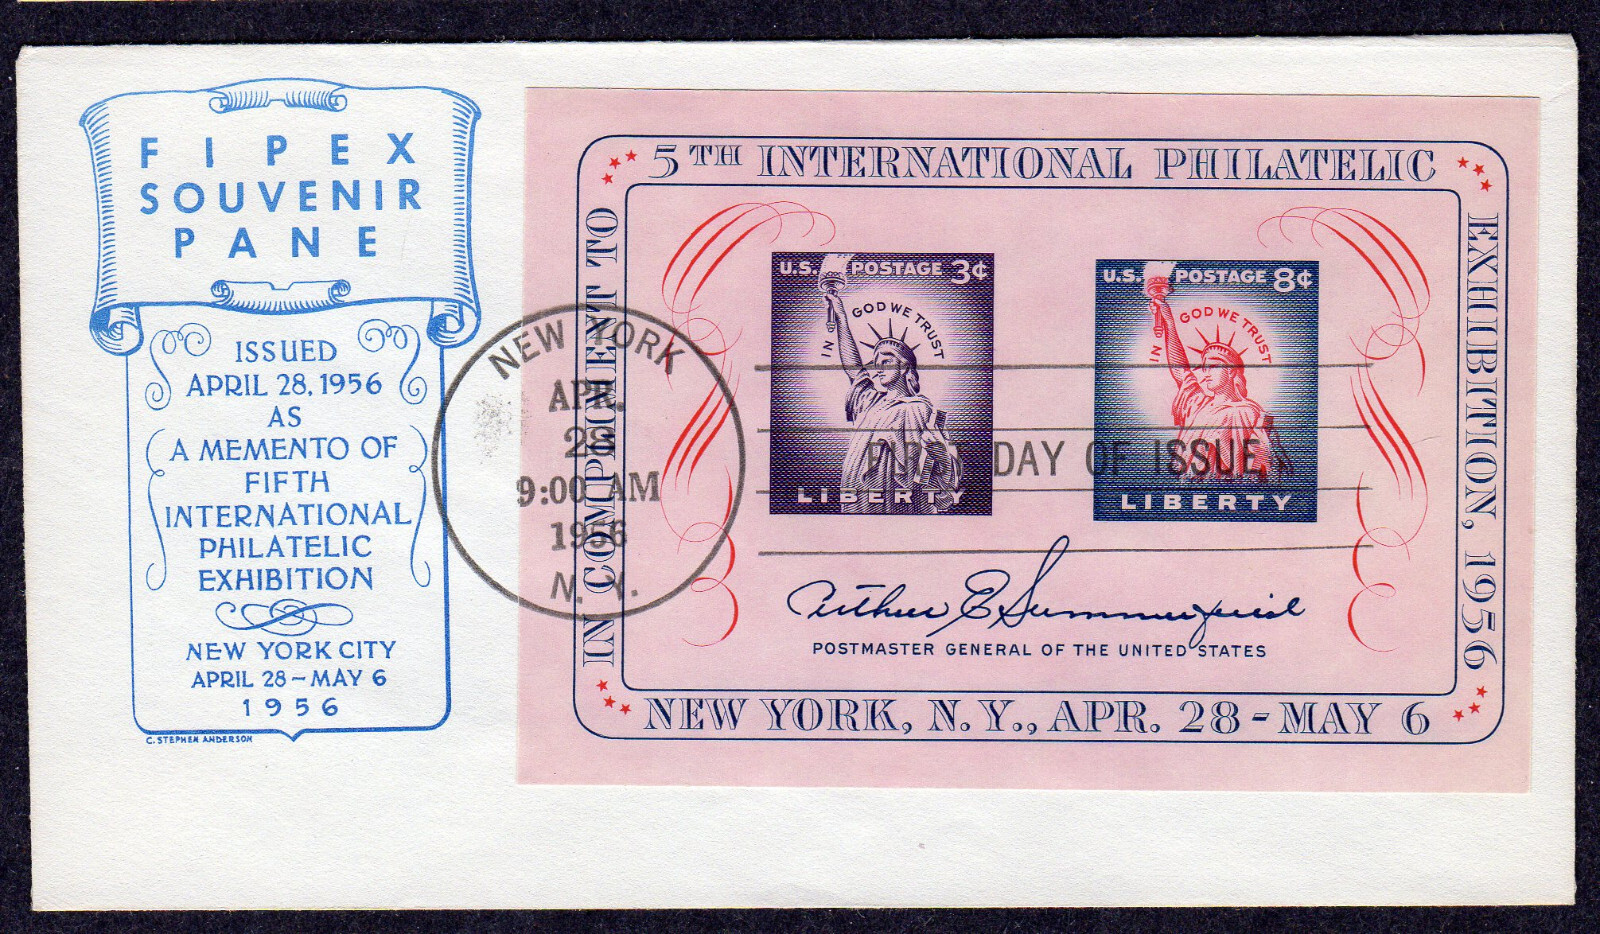 FIPEX
SOUVENIR
PANE
ISSUED
APRIL 28, 1956
AS
A MEMENTO OF
FIFTH
INTERNATIONAL
PHILATELIC
EXHIBITION
NEW YORK CITY
APRIL 28 - MAY 6
1956
C. STEPHEN ANDERSON
NEW YORK
APR.
28
9:00 AM
1956
N. Y.
IN COMPLIMENT TO
5TH INTERNATIONAL PHILATELIC
EXHIBITION, 1956
NEW YORK, N. Y., APR. 28 - MAY 6
U.S. POSTAGE 3¢
IN GOD WE TRUST
LIBERTY
U.S. POSTAGE 8¢
IN GOD WE TRUST
LIBERTY
FIRST DAY OF ISSUE
Arthur E Summerfield
POSTMASTER GENERAL OF THE UNITED STATES